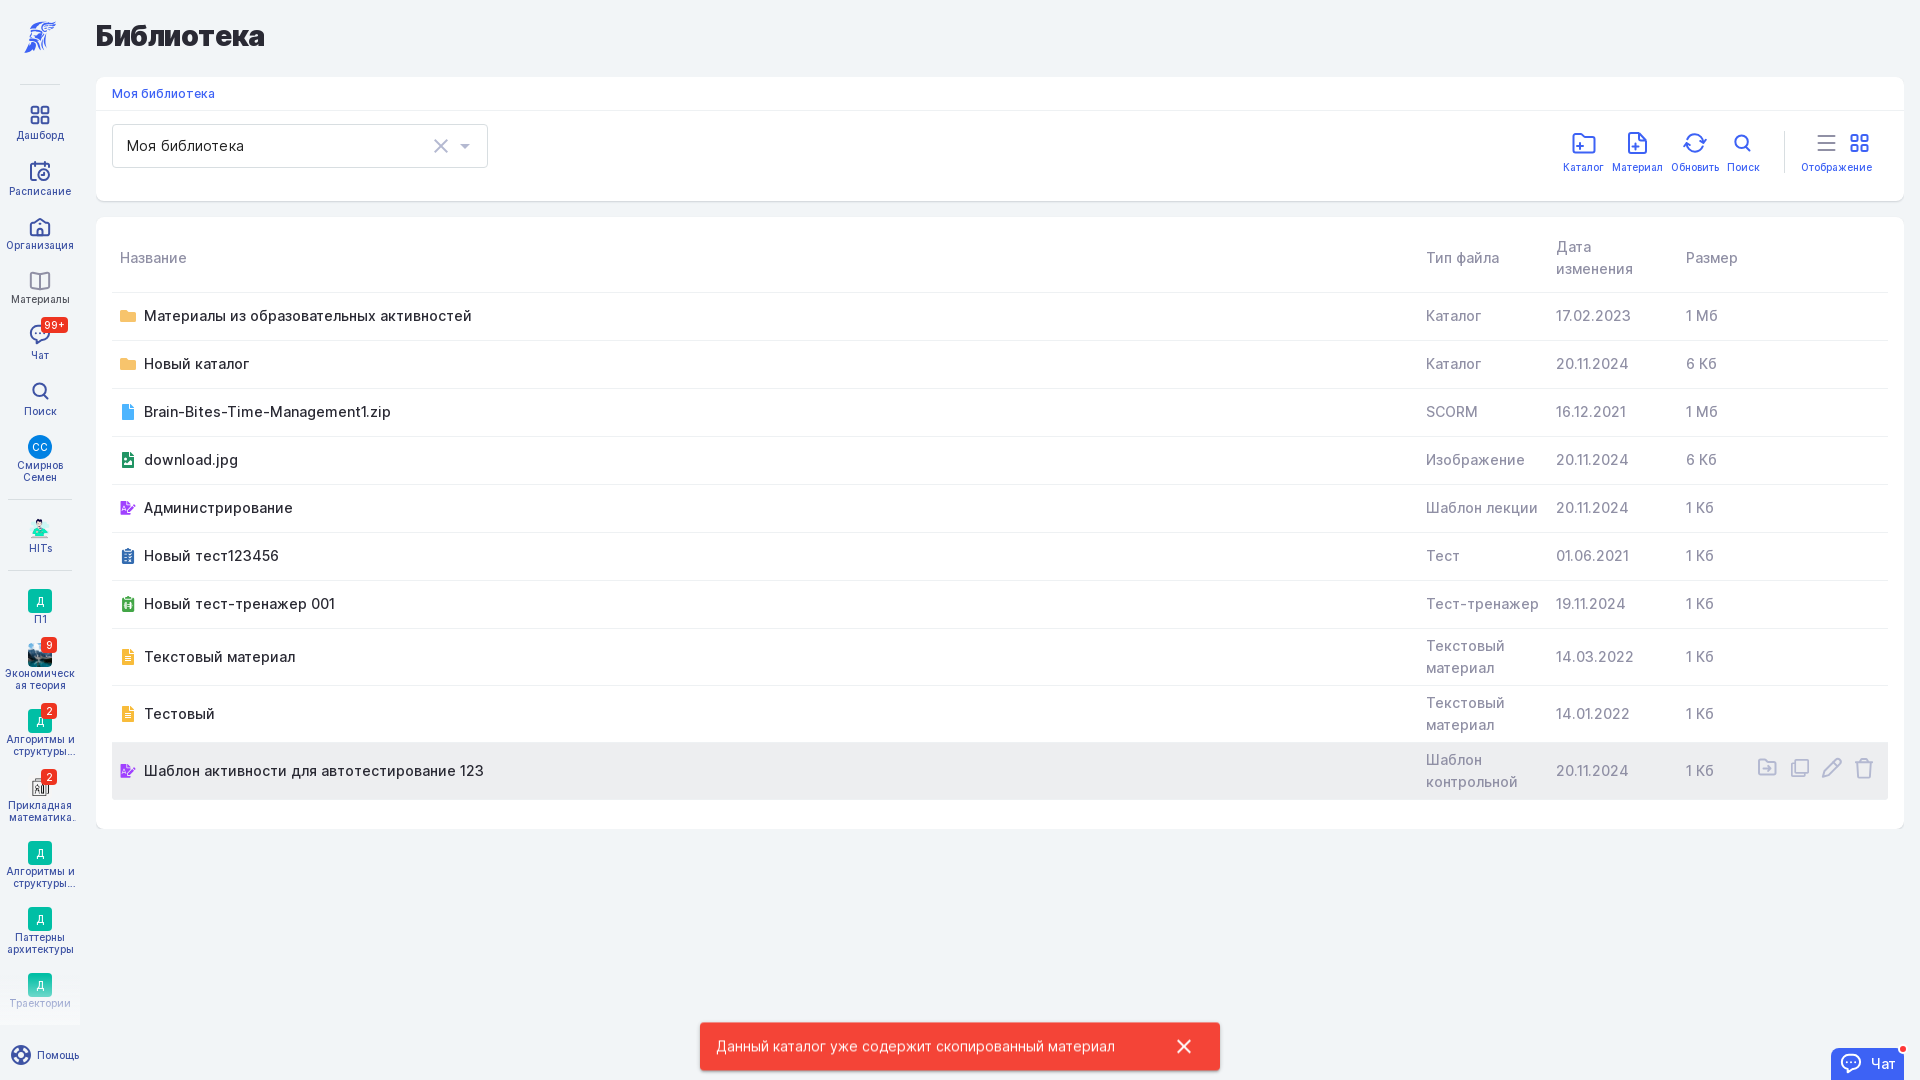 Библиотека
Моя библиотека
Моя библиотека
Каталог
Материал
Обновить
Поиск
Отображение
Название
Тип файла
Дата
изменения
Размер
Материалы из образовательных активностей
Каталог
17.02.2023
1 Мб
Новый каталог
Каталог
20.11.2024
6 Кб
Brain-Bites-Time-Management1.zip
SCORM
16.12.2021
1 Мб
download.jpg
Изображение
20.11.2024
6 Кб
Администрирование
Шаблон лекции
20.11.2024
1 Кб
Новый тест123456
Тест
01.06.2021
1 Кб
Новый тест-тренажер 001
Тест-тренажер
19.11.2024
1 Кб
Текстовый материал
Текстовый
материал
14.03.2022
1 Кб
Тестовый
Текстовый
материал
14.01.2022
1 Кб
Шаблон активности для автотестирование 123
Шаблон
контрольной
20.11.2024
1 Кб
Дашборд
Расписание
Организация
Материалы
99+
Чат
Поиск
СС
Смирнов
Семен
HITs
Д
П1
9
Экономическ
ая теория
2
Д
Алгоритмы и
структуры...
2
Прикладная
математика.
Д
Алгоритмы и
структуры...
Д
Паттерны
архитектуры
Д
Траектории
Помощь
Данный каталог уже содержит скопированный материал
Чат